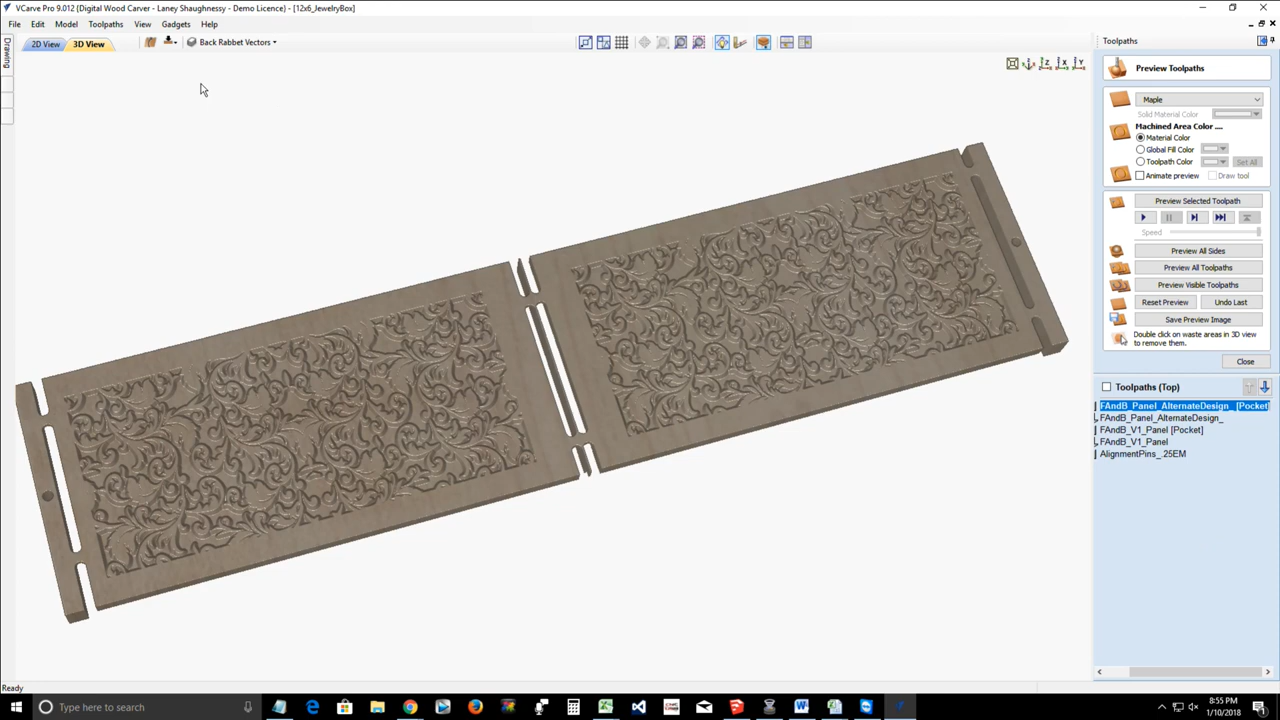 VCarve Pro 9.012 {Digital Wood Carver - Laney Shaughnessy - Demo Licence} - [12x6_JewelryBox]
File Edit Model Toolpaths View Gadgets Help
2D View 3D View Back Rabbet Vectors
Drawing
Toolpaths
Preview Toolpaths
Maple
Solid Material Color
Machined Area Color ....
Material Color
Global Fill Color
Toolpath Color Set All
Animate preview Draw tool
Preview Selected Toolpath
Speed
Preview All Sides
Preview All Toolpaths
Preview Visible Toolpaths
Reset Preview Undo Last
Save Preview Image
Double click on waste areas in 3D view
to remove them.
Close
Toolpaths (Top)
FAndB_Panel_AlternateDesign_ [Pocket]
FAndB_Panel_AlternateDesign_
FAndB_V1_Panel [Pocket]
FAndB_V1_Panel
AlignmentPins_.25EM
Ready
Type here to search
8:55 PM
1/10/2018